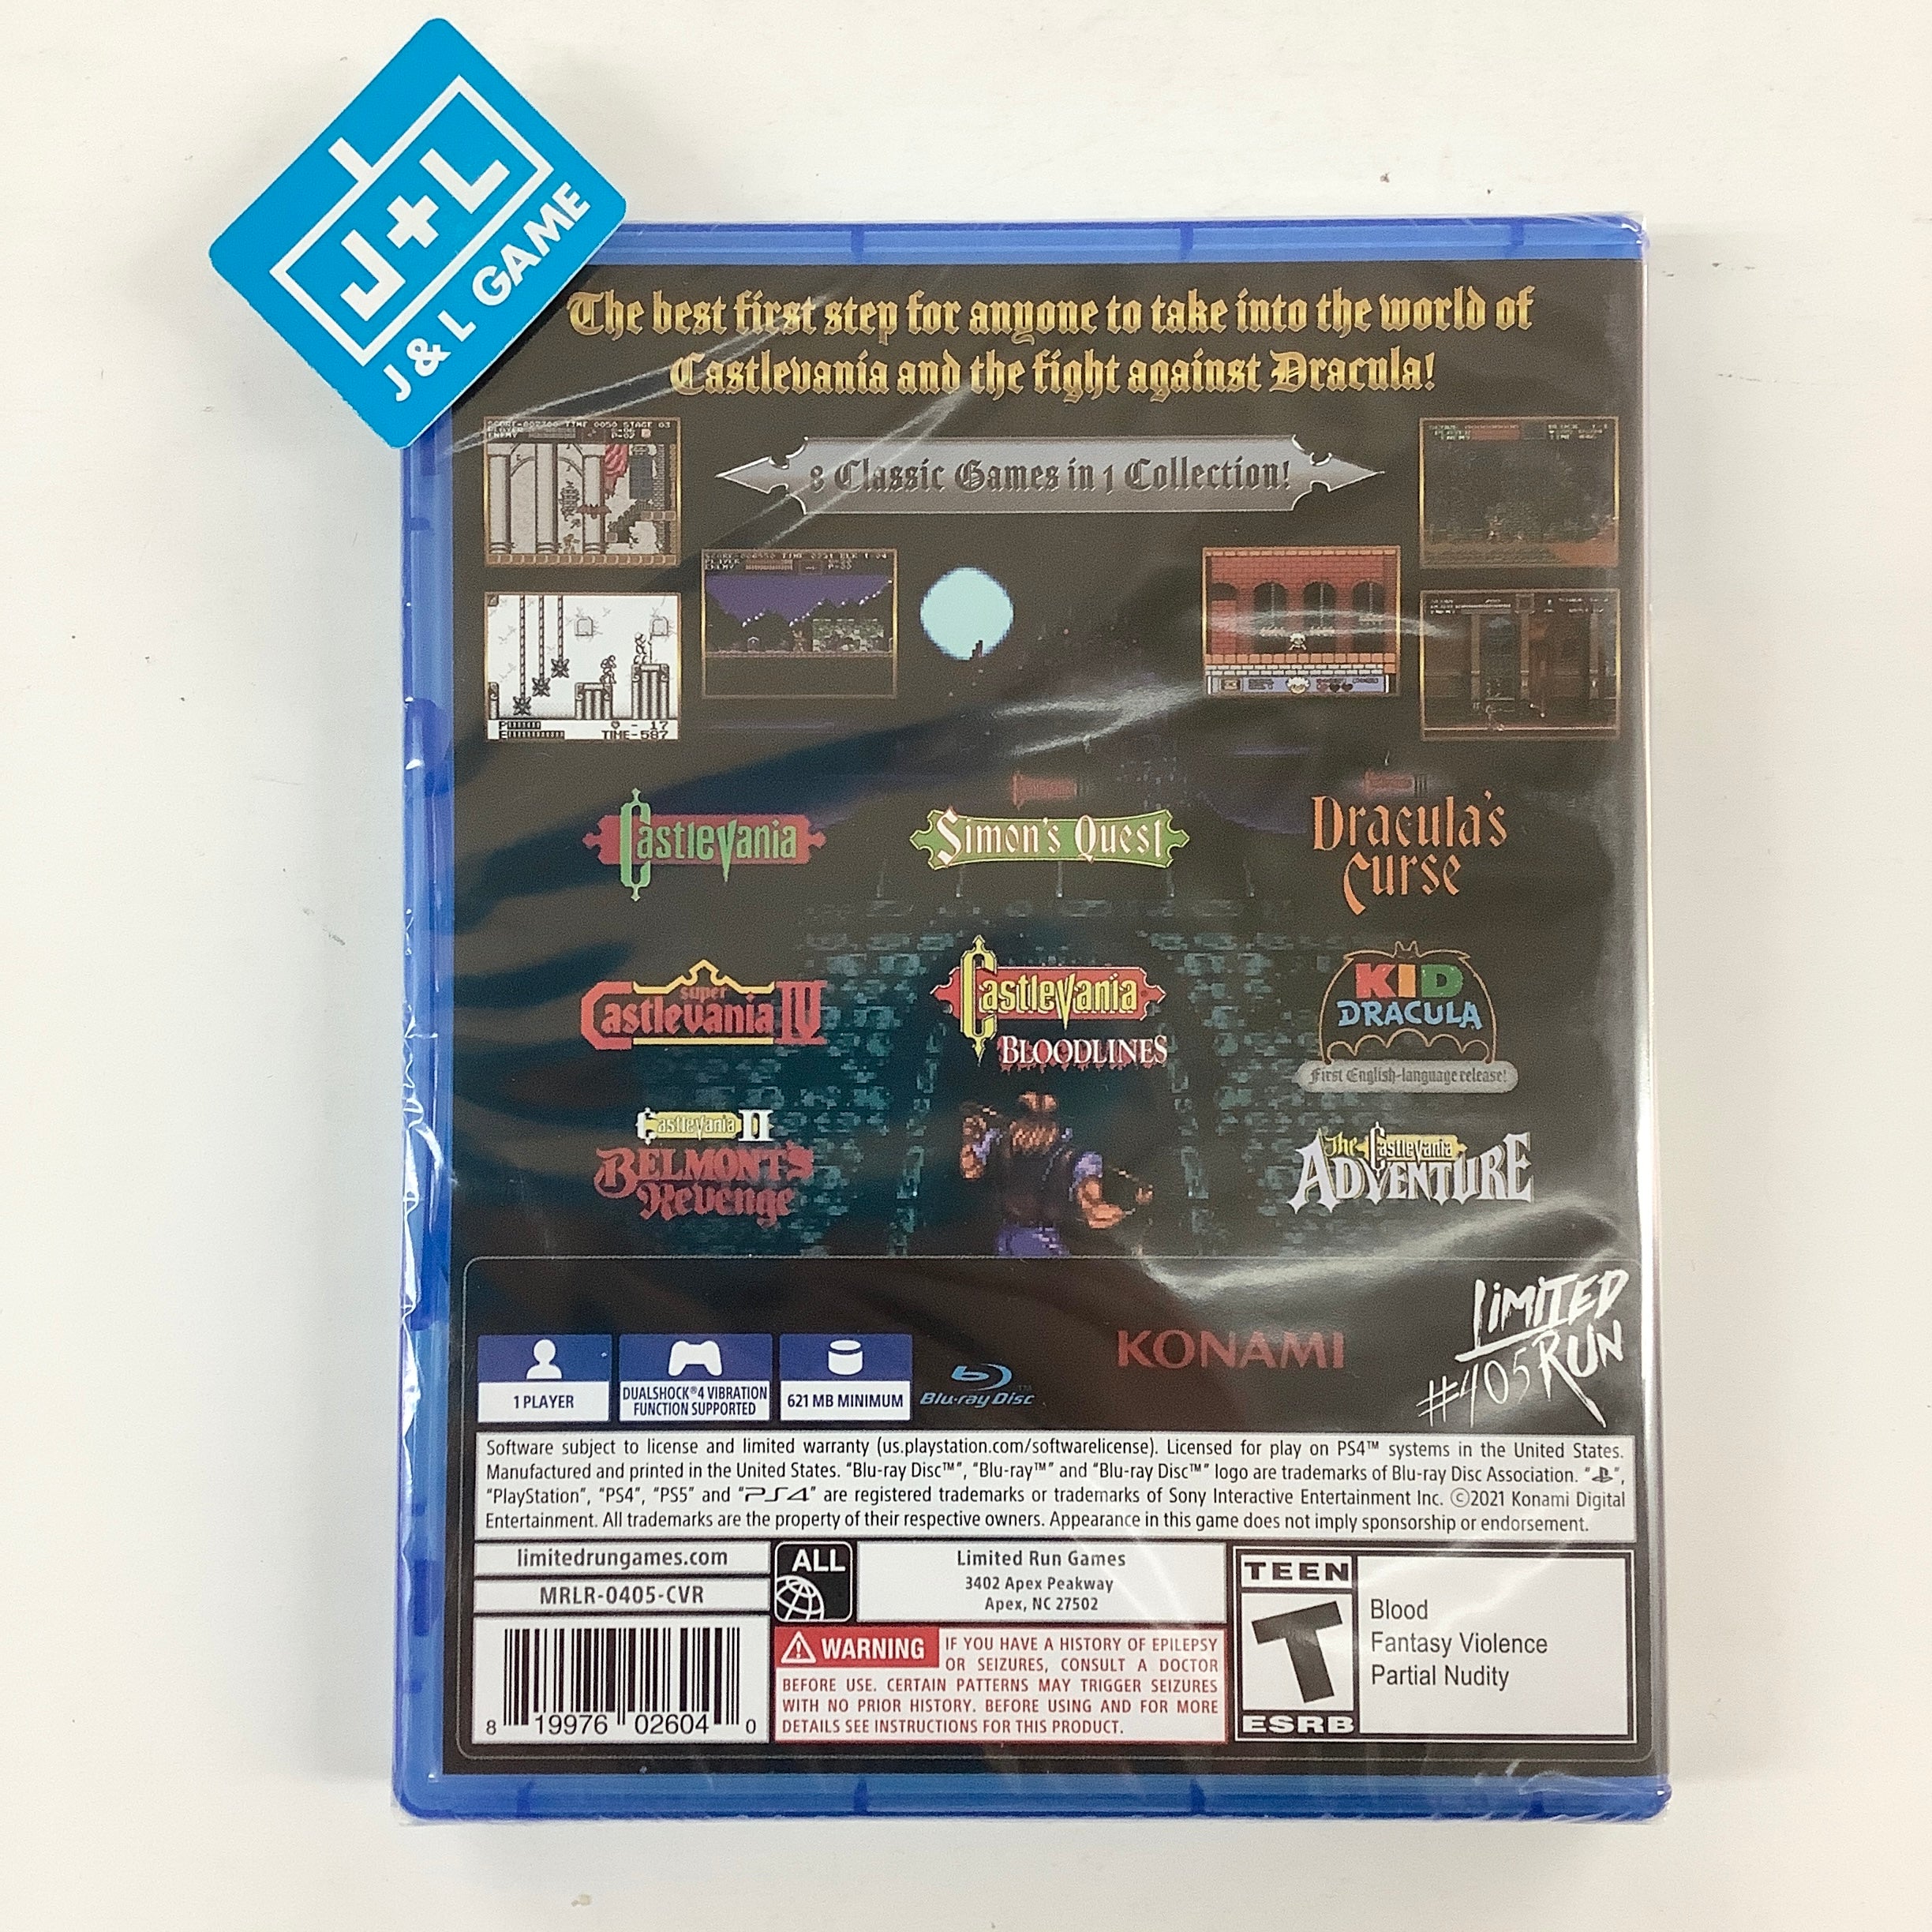 J+L
J & L GAME
The best first step for anyone to take into the world of
Castlevania and the fight against Dracula!
8 Classic Games in 1 Collection!
TIME-587
Castlevania
Simon's Quest
Dracula's
Curse
Super
Castlevania IV
Castlevania
BLOODLINES
KID
DRACULA
First English-language release!
Castlevania II
BELMONT'S
Revenge
The Castlevania
ADVENTURE
LIMITED
RUN
#405
KONAMI
1 PLAYER
DUALSHOCK®4 VIBRATION
FUNCTION SUPPORTED
621 MB MINIMUM
Blu-ray Disc
Software subject to license and limited warranty (us.playstation.com/softwarelicense). Licensed for play on PS4™ systems in the United States.
Manufactured and printed in the United States. “Blu-ray Disc™”, “Blu-ray™” and “Blu-ray Disc™” logo are trademarks of Blu-ray Disc Association. “ ”,
“PlayStation”, “PS4”, “PS5” and “PS4” are registered trademarks or trademarks of Sony Interactive Entertainment Inc. ©2021 Konami Digital
Entertainment. All trademarks are the property of their respective owners. Appearance in this game does not imply sponsorship or endorsement.
limitedrungames.com
MRLR-0405-CVR
ALL
Limited Run Games
3402 Apex Peakway
Apex, NC 27502
WARNING IF YOU HAVE A HISTORY OF EPILEPSY
OR SEIZURES, CONSULT A DOCTOR
BEFORE USE. CERTAIN PATTERNS MAY TRIGGER SEIZURES
WITH NO PRIOR HISTORY. BEFORE USING AND FOR MORE
DETAILS SEE INSTRUCTIONS FOR THIS PRODUCT.
8 19976 02604 0
TEEN
T
ESRB
Blood
Fantasy Violence
Partial Nudity